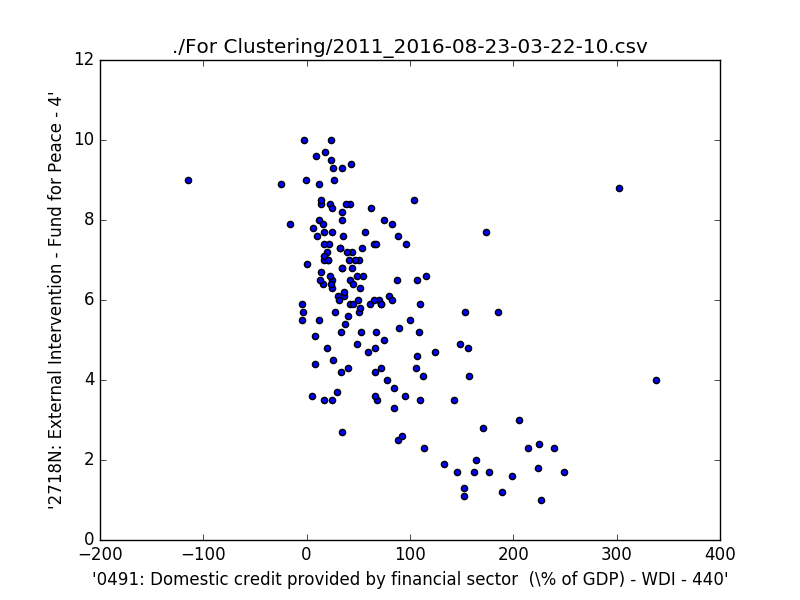 ./For Clustering/2011_2016-08-23-03-22-10.csv
12
10
8
6
4
2
0
'2718N: External Intervention - Fund for Peace - 4'
−200 −100 0 100 200 300 400
'0491: Domestic credit provided by financial sector  (\% of GDP) - WDI - 440'